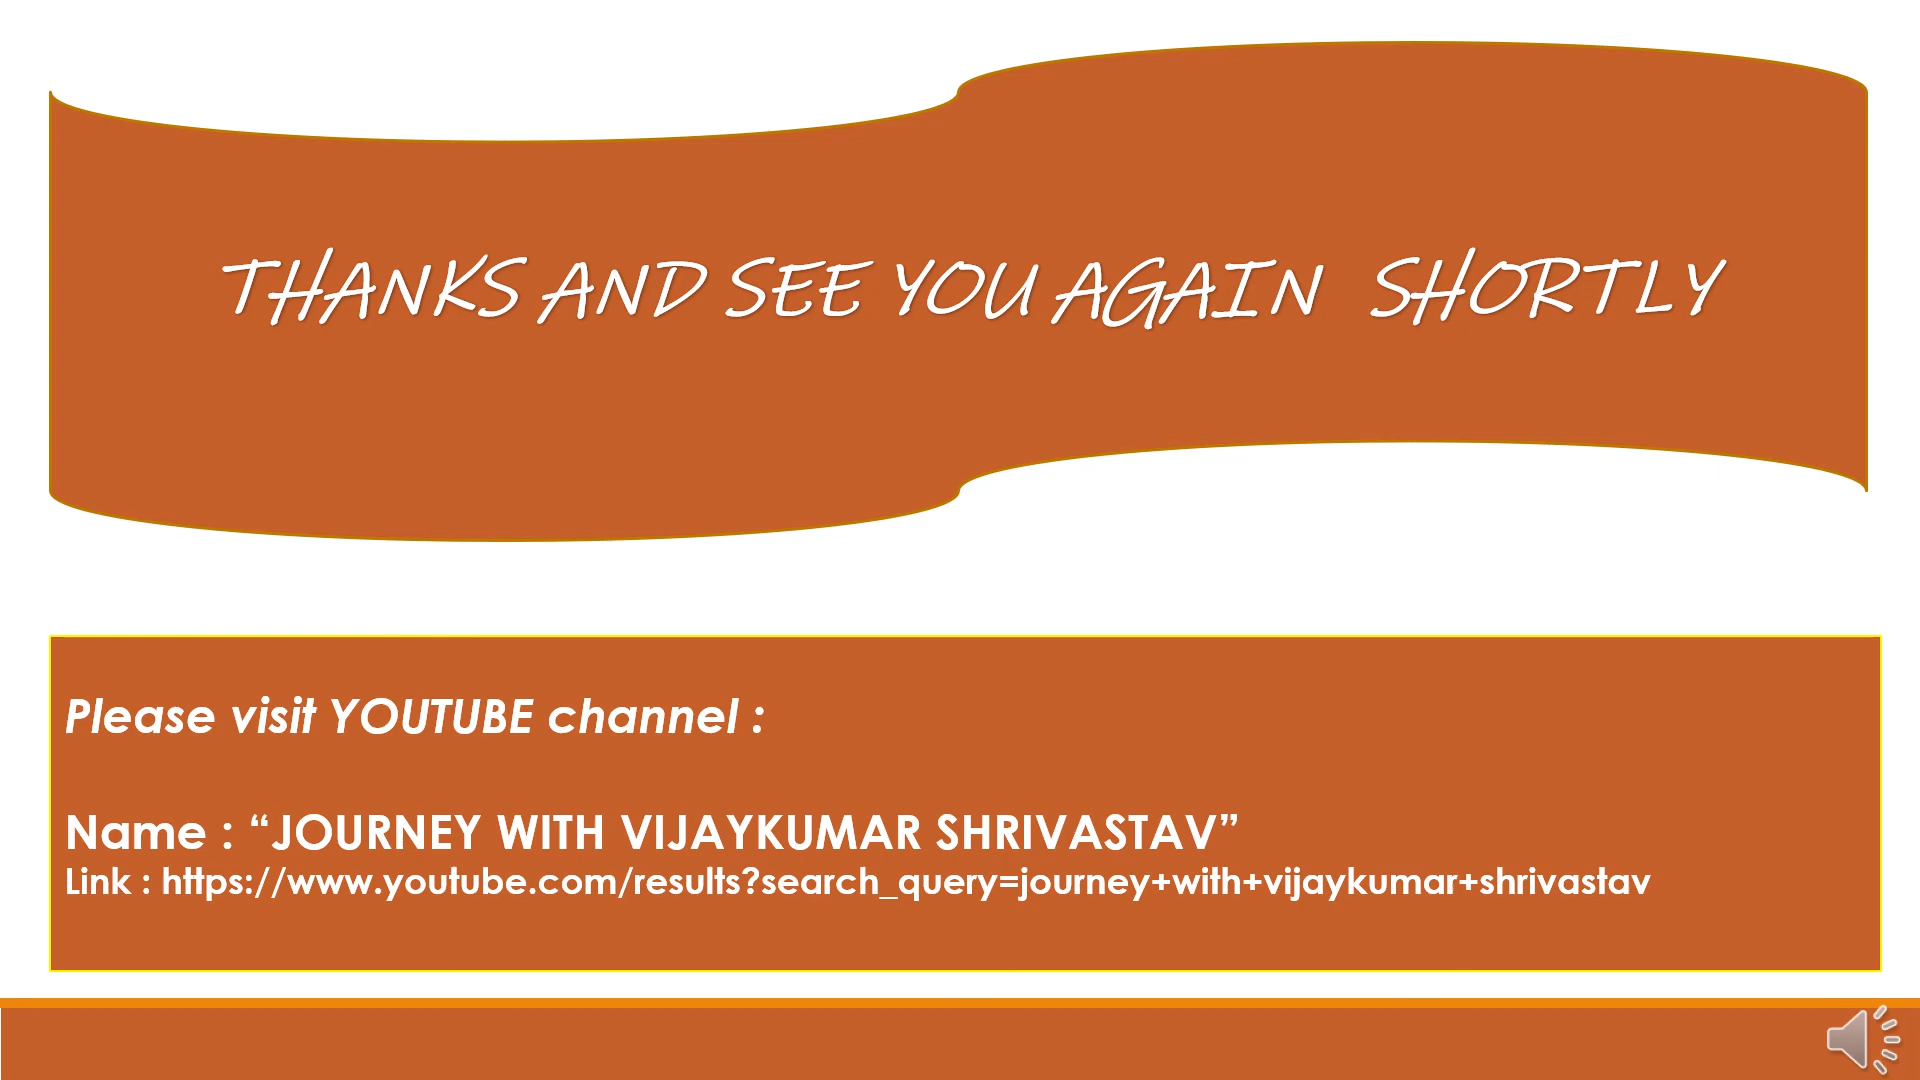 THANKS AND SEE YOU AGAIN SHORTLY
Please visit YOUTUBE channel :
Name : “JOURNEY WITH VIJAYKUMAR SHRIVASTAV”
Link : https://www.youtube.com/results?search_query=journey+with+vijaykumar+shrivastav